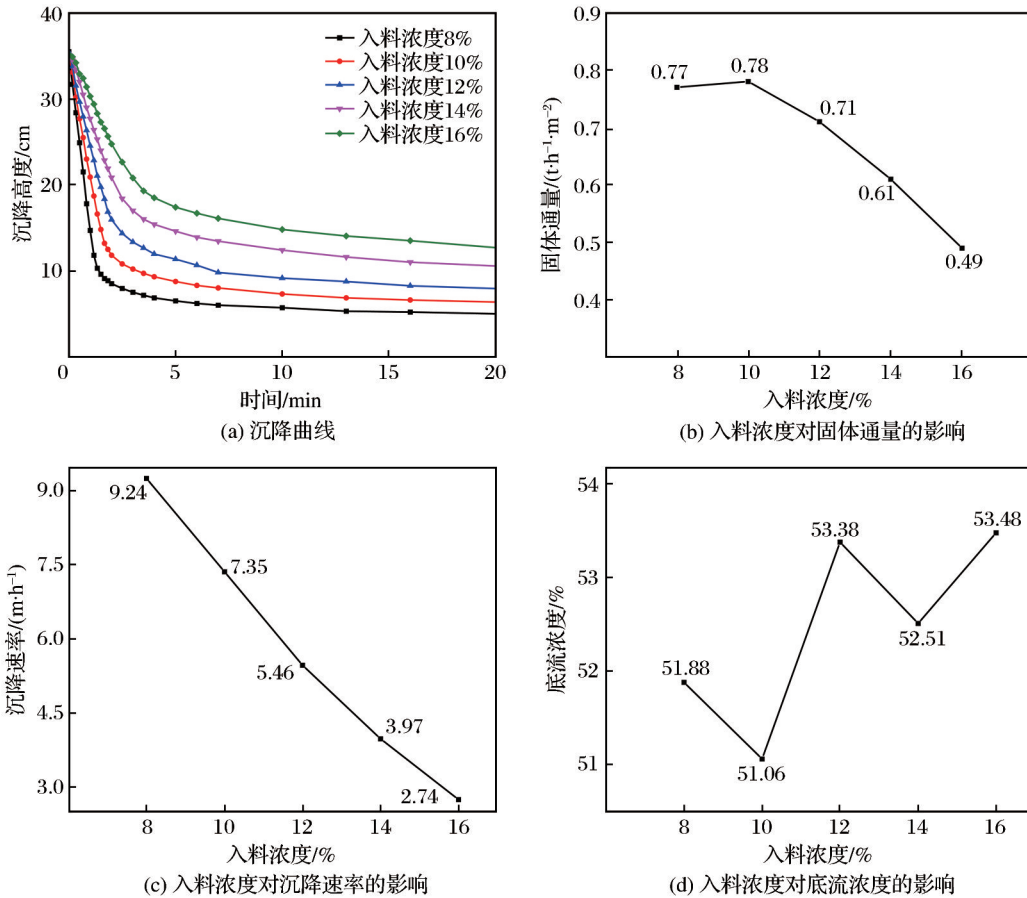 40
30
20
10
沉降高度/cm
入料浓度8%
入料浓度10%
入料浓度12%
入料浓度14%
入料浓度16%
0 5 10 15 20
时间/min
(a) 沉降曲线
0.9
0.8
0.7
0.6
0.5
0.4
固体通量/(t·h⁻¹·m⁻²)
0.77
0.78
0.71
0.61
0.49
8 10 12 14 16
入料浓度/%
(b) 入料浓度对固体通量的影响
9.0
7.5
6.0
4.5
3.0
沉降速率/(m·h⁻¹)
9.24
7.35
5.46
3.97
2.74
8 10 12 14 16
入料浓度/%
(c) 入料浓度对沉降速率的影响
54
53
52
51
底流浓度/%
51.88
51.06
53.38
52.51
53.48
8 10 12 14 16
入料浓度/%
(d) 入料浓度对底流浓度的影响